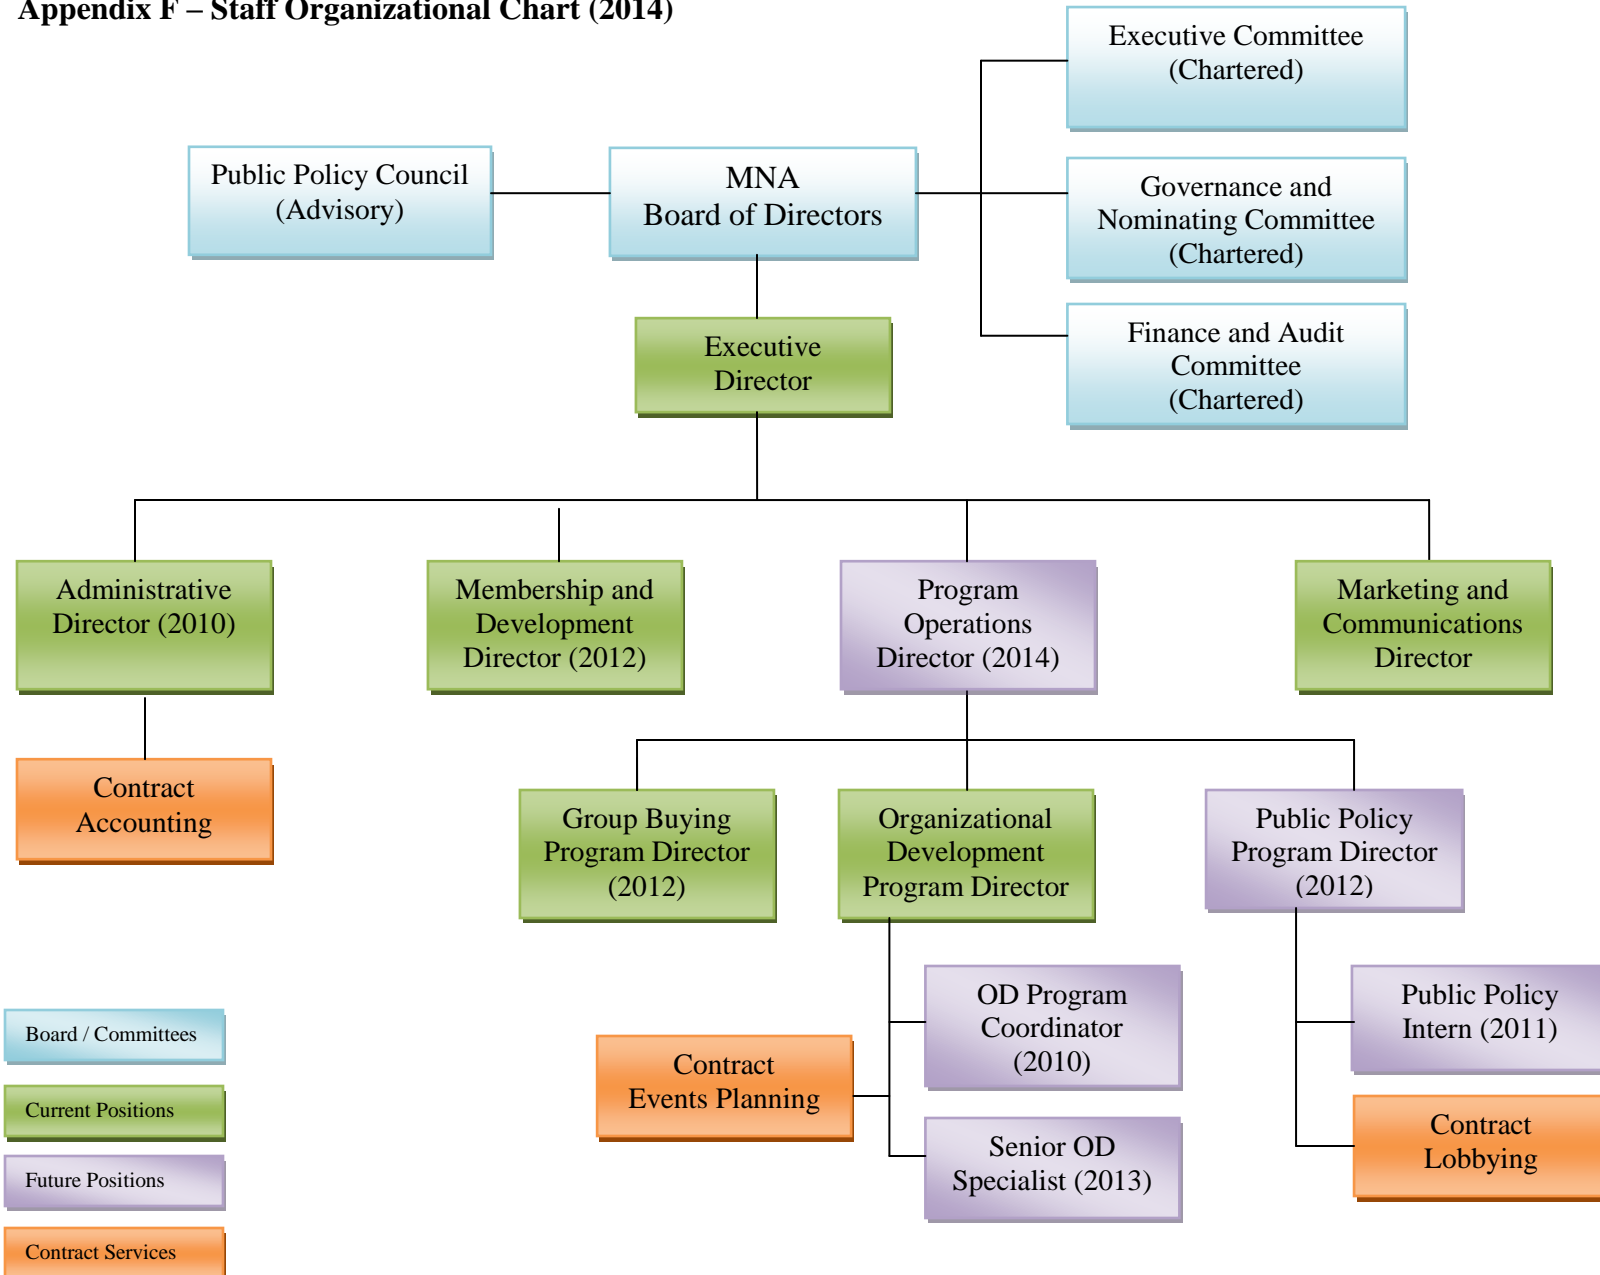 Appendix F – Staff Organizational Chart (2014)
Executive Committee
(Chartered)
Public Policy Council
(Advisory)
MNA
Board of Directors
Governance and
Nominating Committee
(Chartered)
Executive
Director
Finance and Audit
Committee
(Chartered)
Administrative
Director (2010)
Membership and
Development
Director (2012)
Program
Operations
Director (2014)
Marketing and
Communications
Director
Contract
Accounting
Group Buying
Program Director
(2012)
Organizational
Development
Program Director
Public Policy
Program Director
(2012)
OD Program
Coordinator
(2010)
Public Policy
Intern (2011)
Contract
Events Planning
Senior OD
Specialist (2013)
Contract
Lobbying
Board / Committees
Current Positions
Future Positions
Contract Services